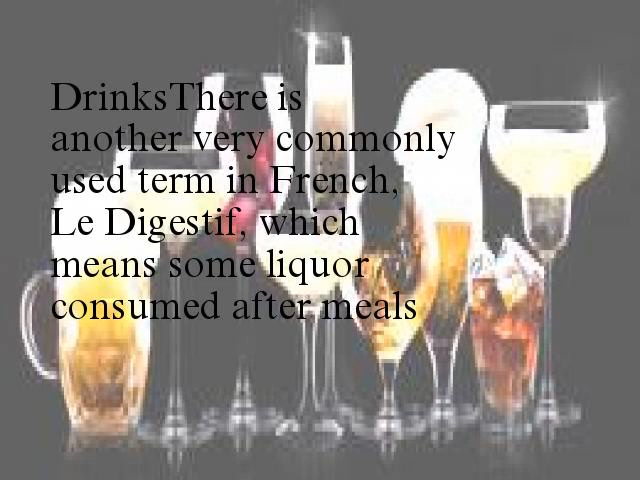 DrinksThere is
another very commonly
used term in French,
Le Digestif, which
means some liquor
consumed after meals